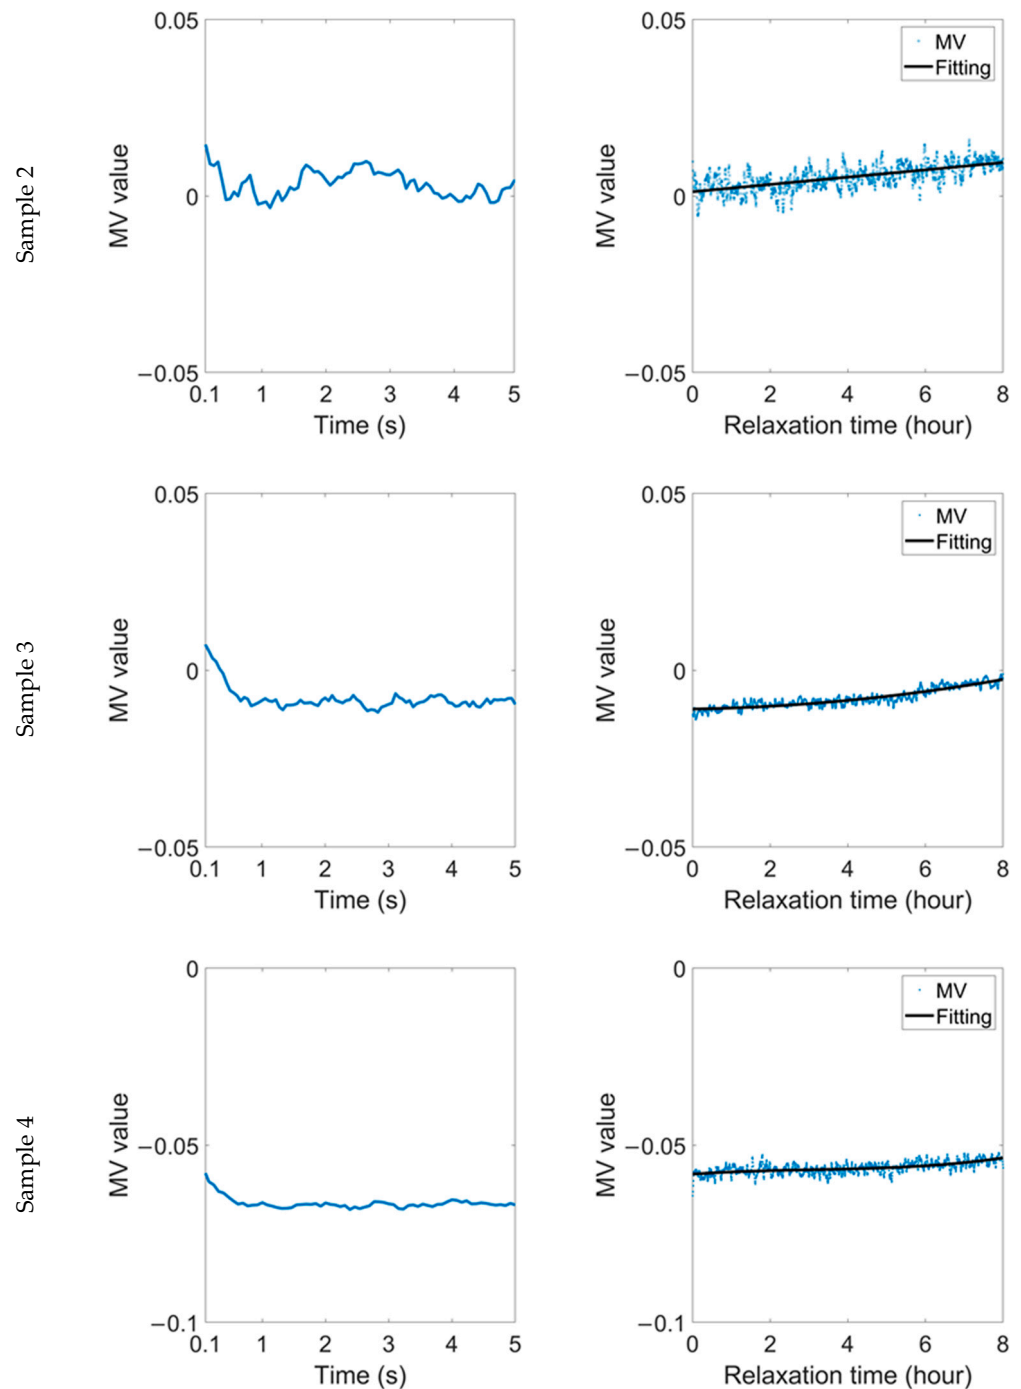 Sample 2
MV value
0.05
0
−0.05
0.1 1 2 3 4 5
Time (s)
MV value
0.05
0
−0.05
0 2 4 6 8
Relaxation time (hour)
MV
Fitting
Sample 3
MV value
0.05
0
−0.05
0.1 1 2 3 4 5
Time (s)
MV value
0.05
0
−0.05
0 2 4 6 8
Relaxation time (hour)
MV
Fitting
Sample 4
MV value
0
−0.05
−0.1
0.1 1 2 3 4 5
Time (s)
MV value
0
−0.05
−0.1
0 2 4 6 8
Relaxation time (hour)
MV
Fitting